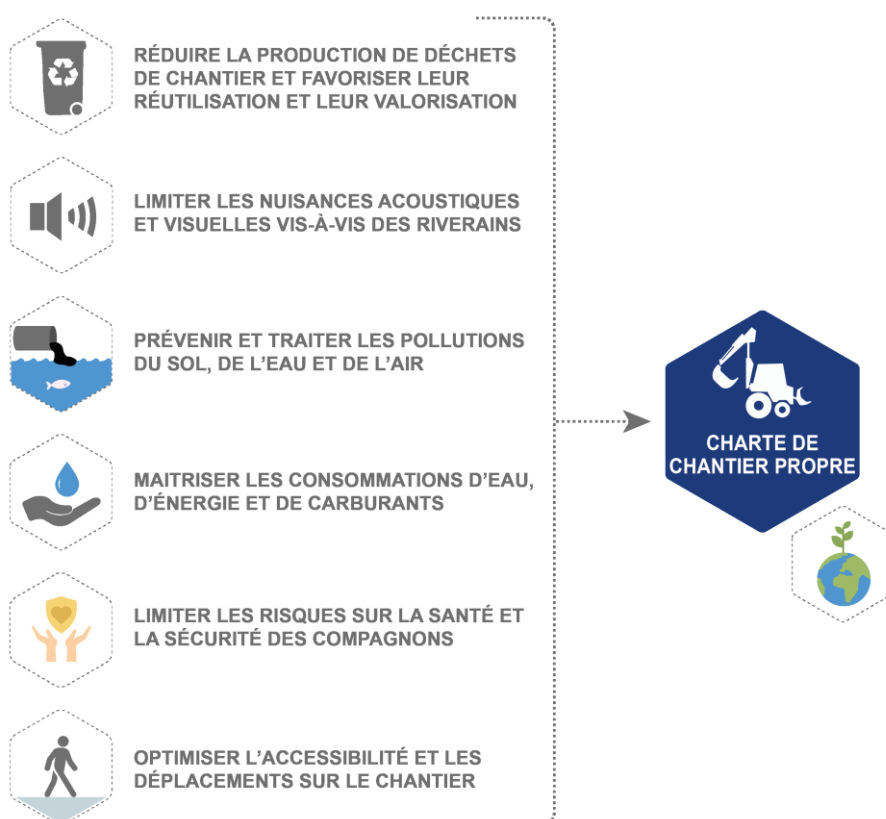 RÉDUIRE LA PRODUCTION DE DÉCHETS
DE CHANTIER ET FAVORISER LEUR
RÉUTILISATION ET LEUR VALORISATION
LIMITER LES NUISANCES ACOUSTIQUES
ET VISUELLES VIS-À-VIS DES RIVERAINS
PRÉVENIR ET TRAITER LES POLLUTIONS
DU SOL, DE L'EAU ET DE L'AIR
MAITRISER LES CONSOMMATIONS D'EAU,
D'ÉNERGIE ET DE CARBURANTS
LIMITER LES RISQUES SUR LA SANTÉ ET
LA SÉCURITÉ DES COMPAGNONS
OPTIMISER L'ACCESSIBILITÉ ET LES
DÉPLACEMENTS SUR LE CHANTIER
CHARTE DE
CHANTIER PROPRE